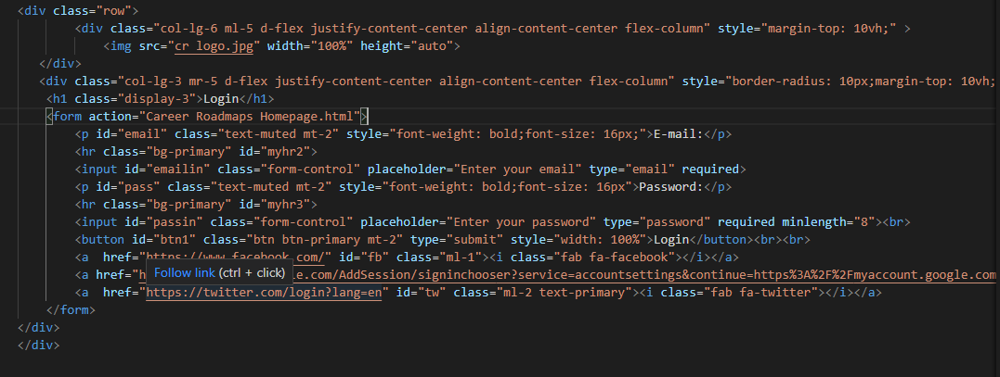 <div class="row">
<div class="col-lg-6 ml-5 d-flex justify-content-center align-content-center flex-column" style="margin-top: 10vh;" >
<img src="cr logo.jpg" width="100%" height="auto">
</div>
<div class="col-lg-3 mr-5 d-flex justify-content-center align-content-center flex-column" style="border-radius: 10px;margin-top: 10vh;
<h1 class="display-3">Login</h1>
<form action="Career Roadmaps Homepage.html">
<p id="email" class="text-muted mt-2" style="font-weight: bold;font-size: 16px;">E-mail:</p>
<hr class="bg-primary" id="myhr2">
<input id="emailin" class="form-control" placeholder="Enter your email" type="email" required>
<p id="pass" class="text-muted mt-2" style="font-weight: bold;font-size: 16px">Password:</p>
<hr class="bg-primary" id="myhr3">
<input id="passin" class="form-control" placeholder="Enter your password" type="password" required minlength="8"><br>
<button id="btn1" class="btn btn-primary mt-2" type="submit" style="width: 100%">Login</button><br><br>
<a  href="https://www.facebook.com/" id="fb" class="ml-1"><i class="fab fa-facebook"></i></a>
<a href="h
Follow link (ctrl + click)
le.com/AddSession/signinchooser?service=accountsettings&continue=https%3A%2F%2Fmyaccount.google.com
<a  href="https://twitter.com/login?lang=en" id="tw" class="ml-2 text-primary"><i class="fab fa-twitter"></i></a>
</form>
</div>
</div>